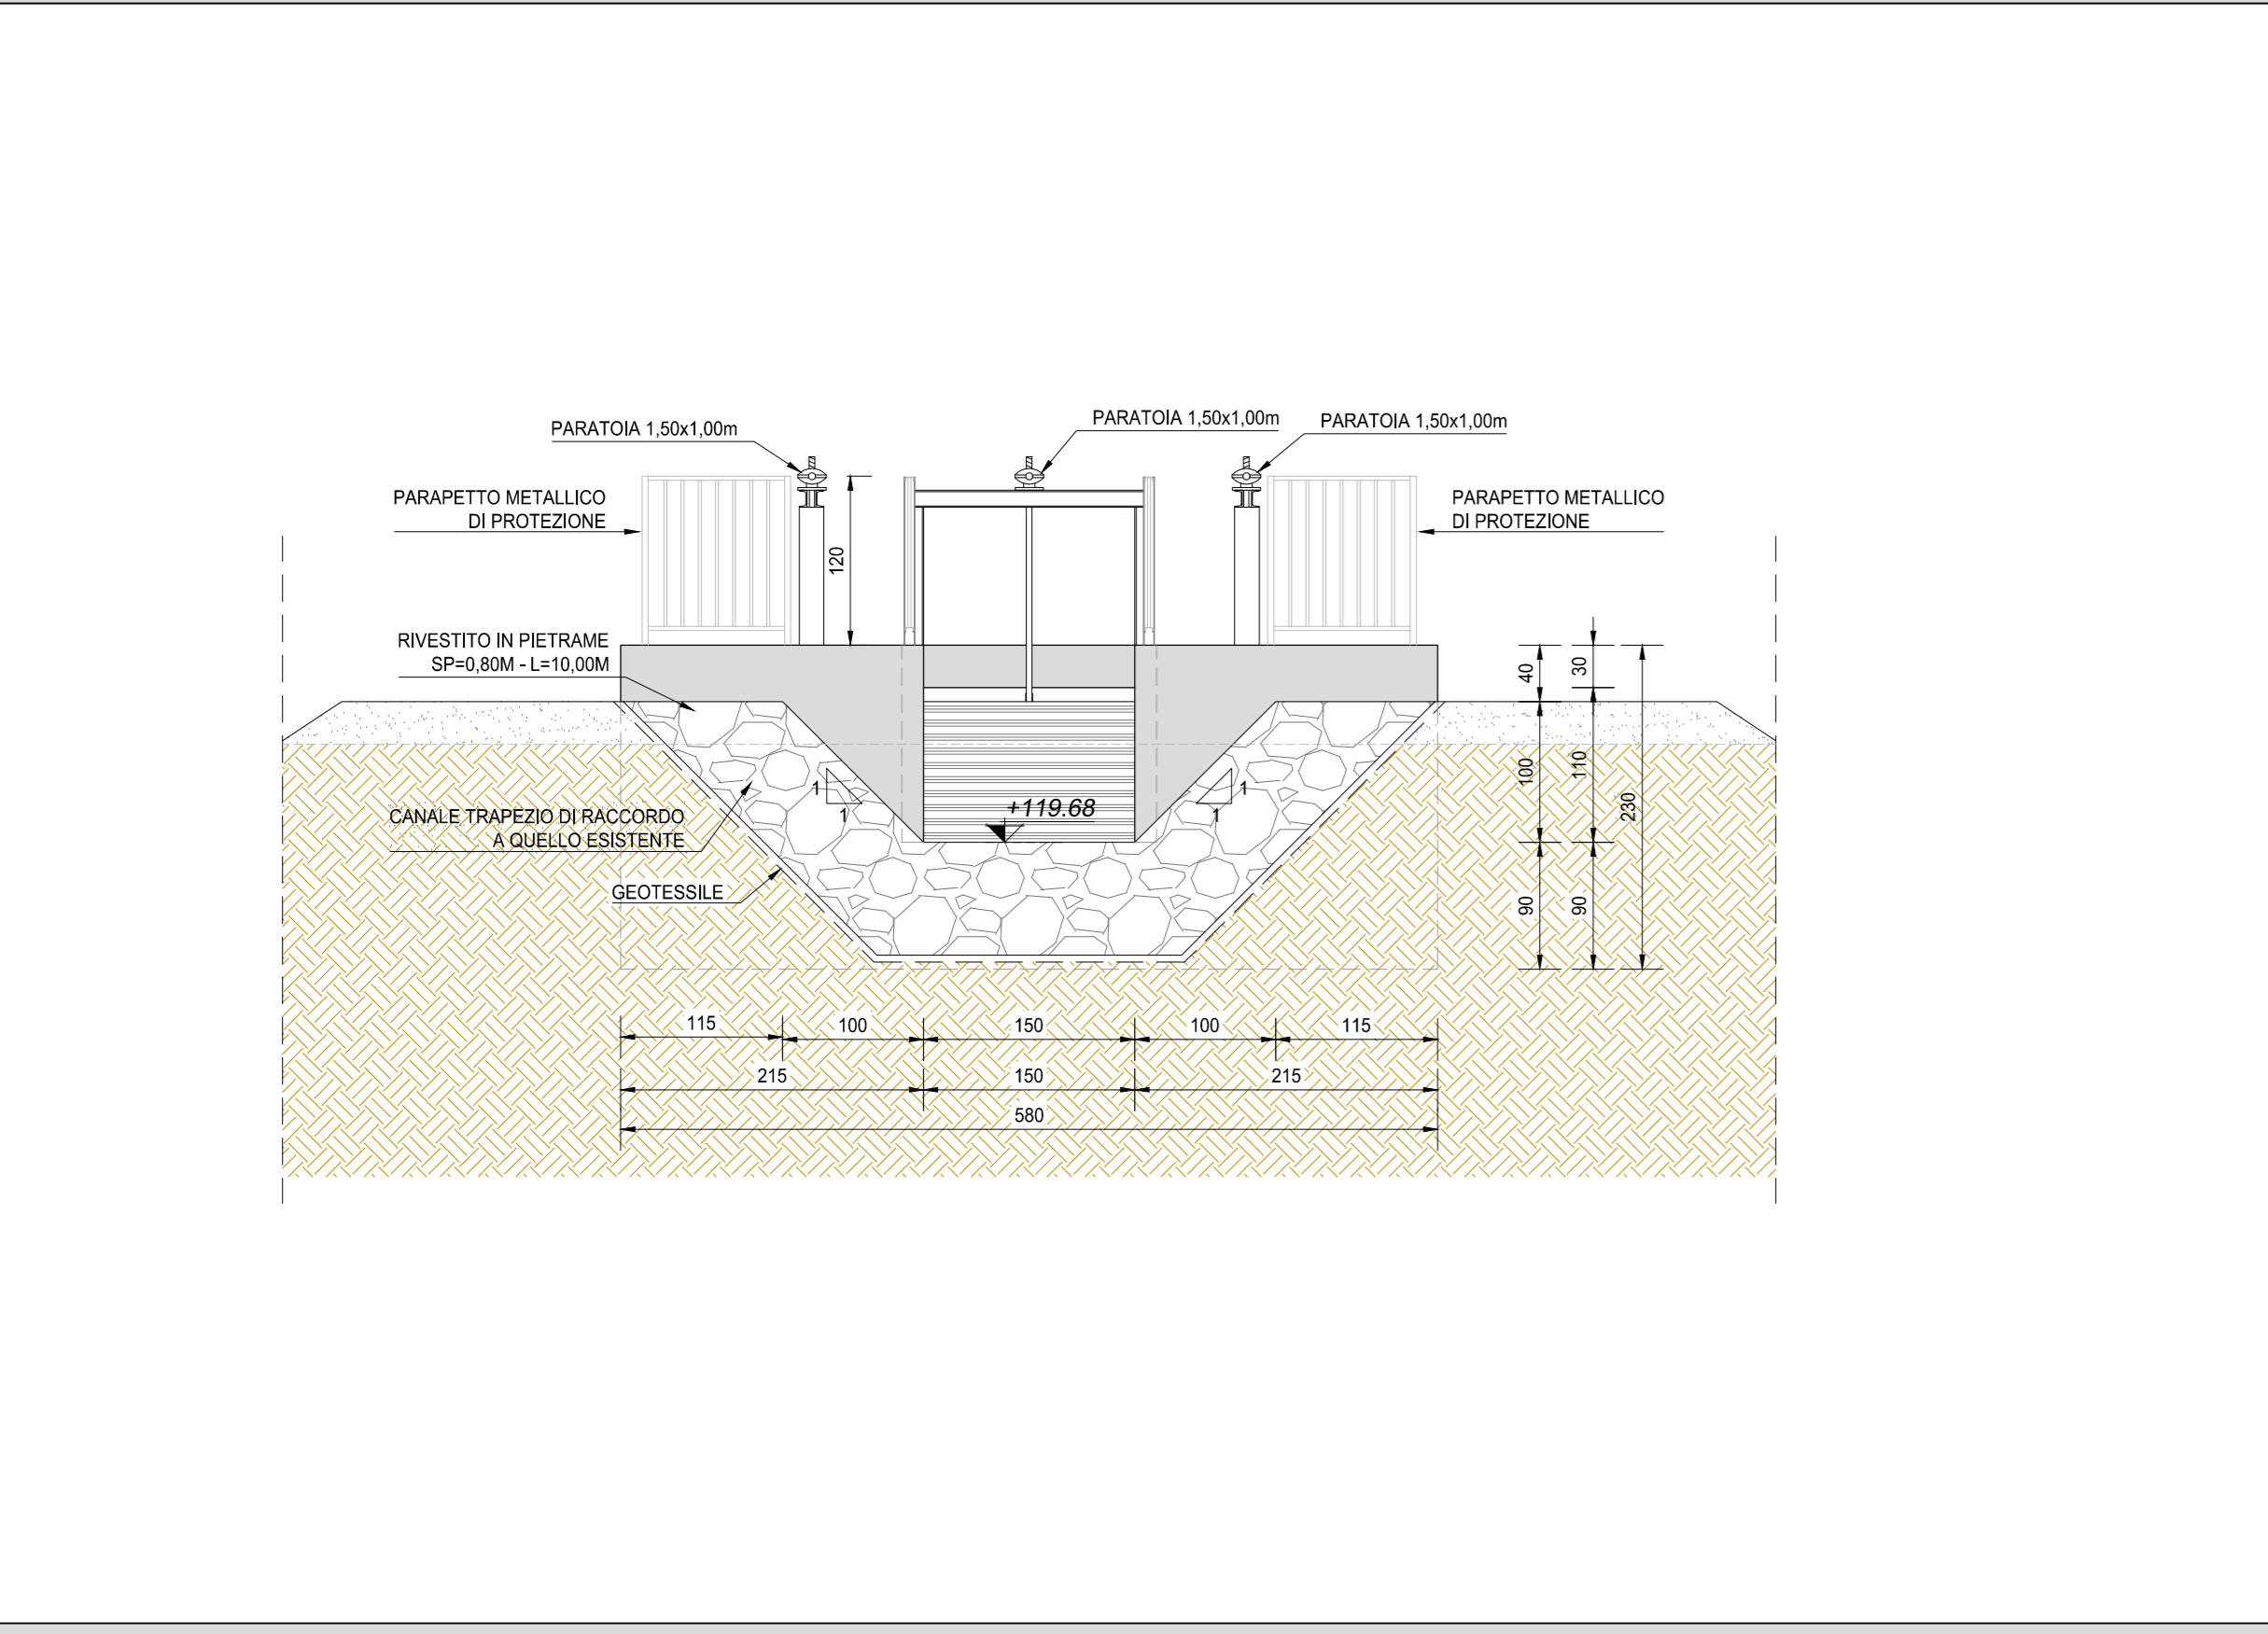 PARATOIA 1,50x1,00m
PARATOIA 1,50x1,00m
PARATOIA 1,50x1,00m
PARAPETTO METALLICO
DI PROTEZIONE
PARAPETTO METALLICO
DI PROTEZIONE
120
RIVESTITO IN PIETRAME
SP=0,80M - L=10,00M
40
30
100
110
230
1
1
1
1
+119.68
CANALE TRAPEZIO DI RACCORDO
A QUELLO ESISTENTE
GEOTESSILE
90
90
115
100
150
100
115
215
150
215
580